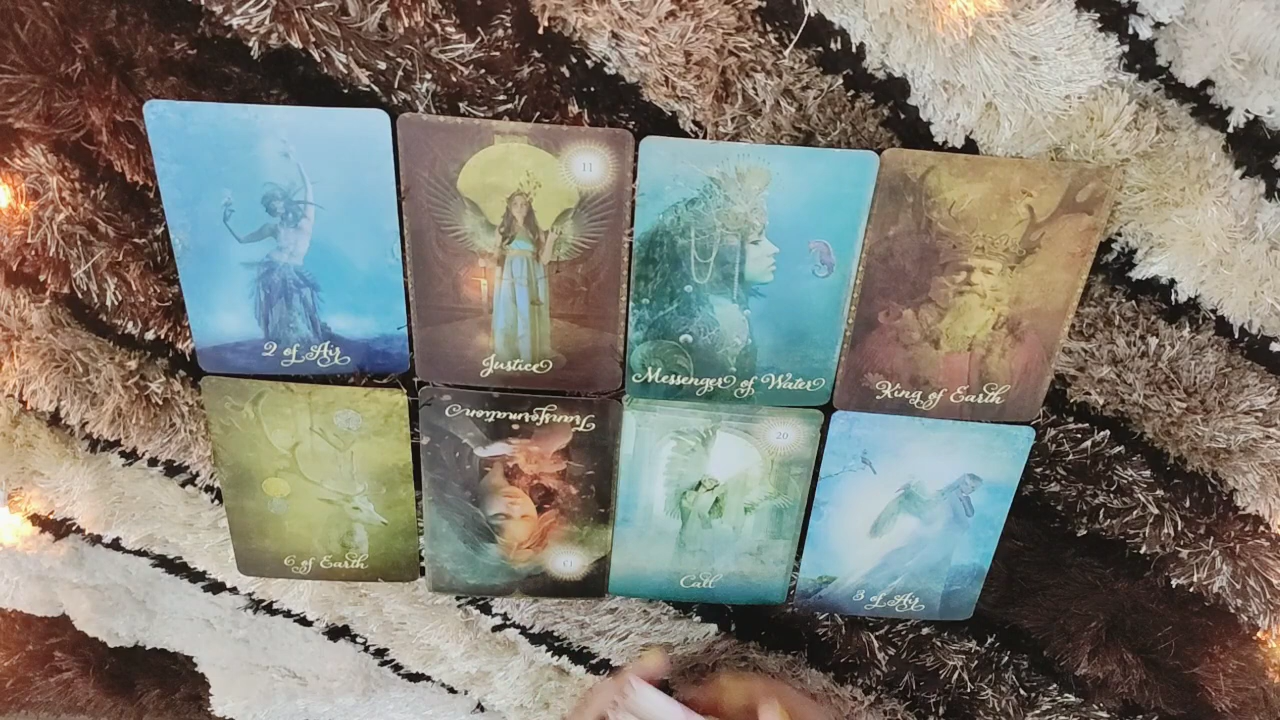 2 of Air
11
Justice
Messenger of Water
King of Earth
6 of Earth
Transformation
13
20
Call
3 of Air